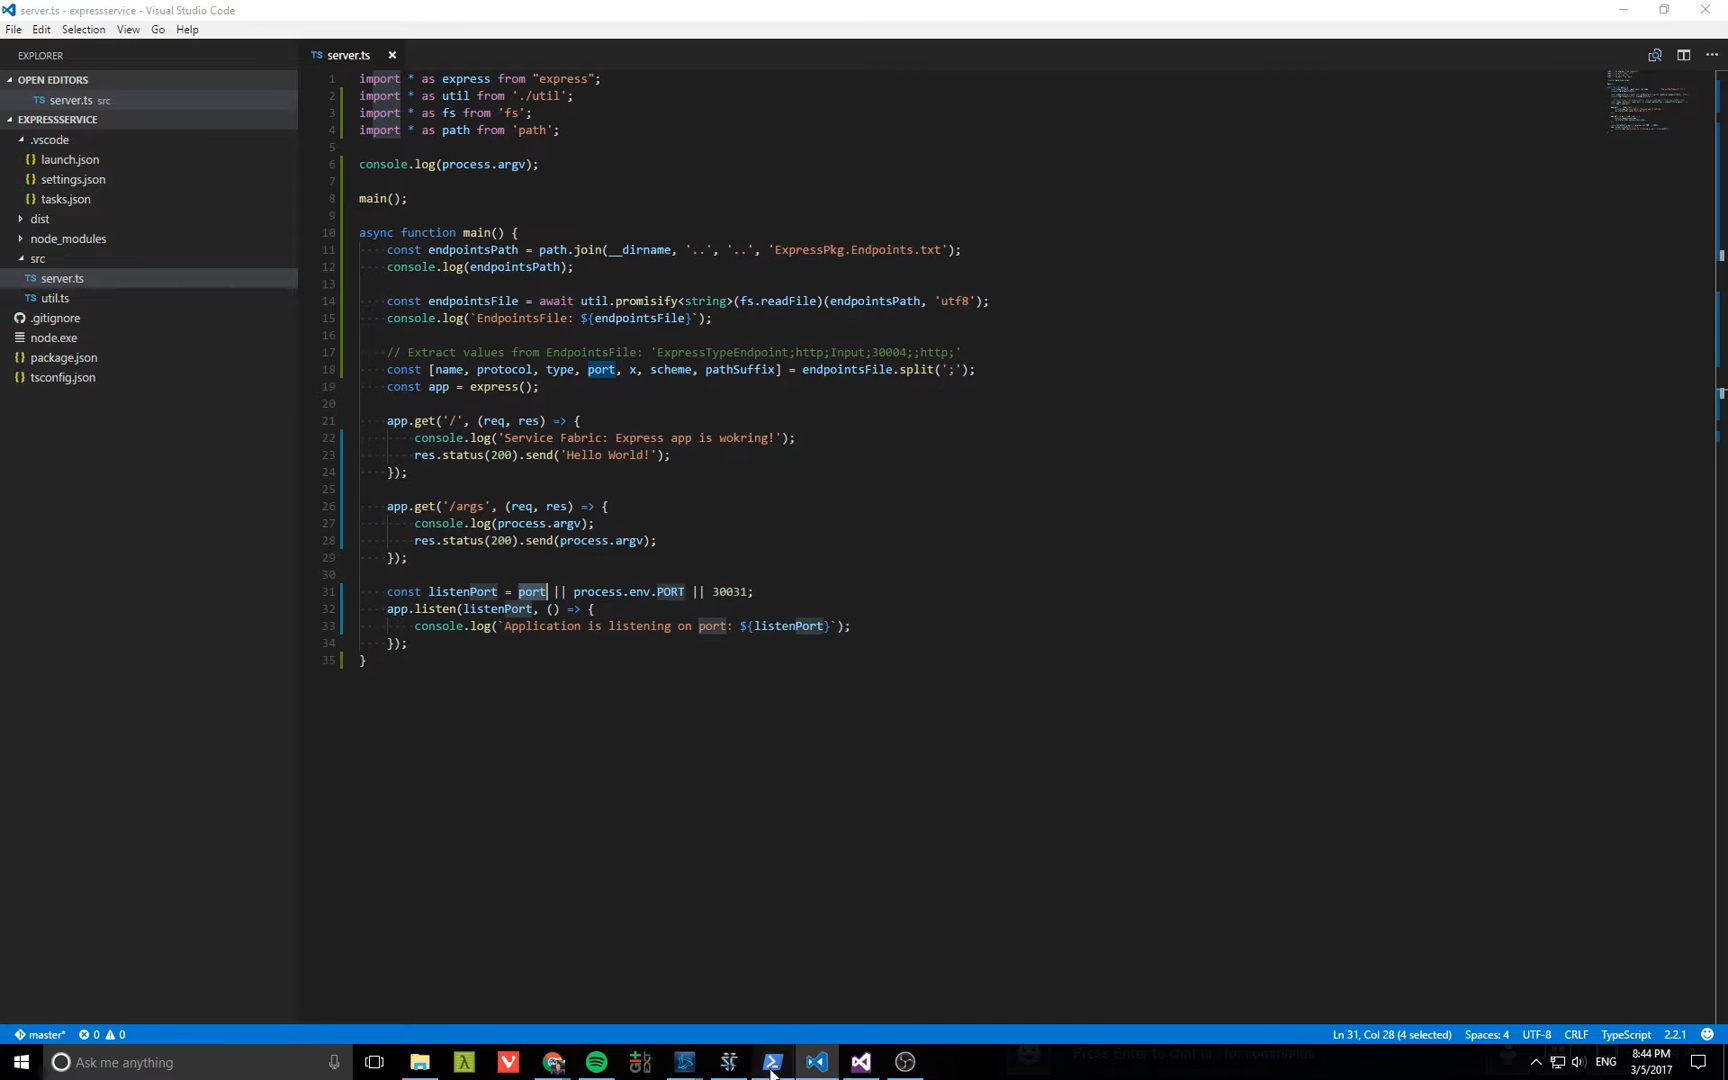 server.ts - expressservice - Visual Studio Code
File Edit Selection View Go Help
EXPLORER
OPEN EDITORS
TS server.ts src
EXPRESSSERVICE
.vscode
{} launch.json
{} settings.json
{} tasks.json
dist
node_modules
src
TS server.ts
TS util.ts
.gitignore
node.exe
package.json
tsconfig.json
TS server.ts
1 import * as express from "express";
2 import * as util from './util';
3 import * as fs from 'fs';
4 import * as path from 'path';
5
6 console.log(process.argv);
7
8 main();
9
10 async function main() {
11 const endpointsPath = path.join(__dirname, '..', '..', 'ExpressPkg.Endpoints.txt');
12 console.log(endpointsPath);
13
14 const endpointsFile = await util.promisify<string>(fs.readFile)(endpointsPath, 'utf8');
15 console.log(`EndpointsFile: ${endpointsFile}`);
16
17 // Extract values from EndpointsFile: 'ExpressTypeEndpoint;http;Input;30004;;http;'
18 const [name, protocol, type, port, x, scheme, pathSuffix] = endpointsFile.split(';');
19 const app = express();
20
21 app.get('/', (req, res) => {
22 console.log('Service Fabric: Express app is wokring!');
23 res.status(200).send('Hello World!');
24 });
25
26 app.get('/args', (req, res) => {
27 console.log(process.argv);
28 res.status(200).send(process.argv);
29 });
30
31 const listenPort = port || process.env.PORT || 30031;
32 app.listen(listenPort, () => {
33 console.log(`Application is listening on port: ${listenPort}`);
34 });
35 }
master* 0 0 Ln 31, Col 28 (4 selected) Spaces: 4 UTF-8 CRLF TypeScript 2.2.1
Ask me anything
ENG
8:44 PM
3/5/2017